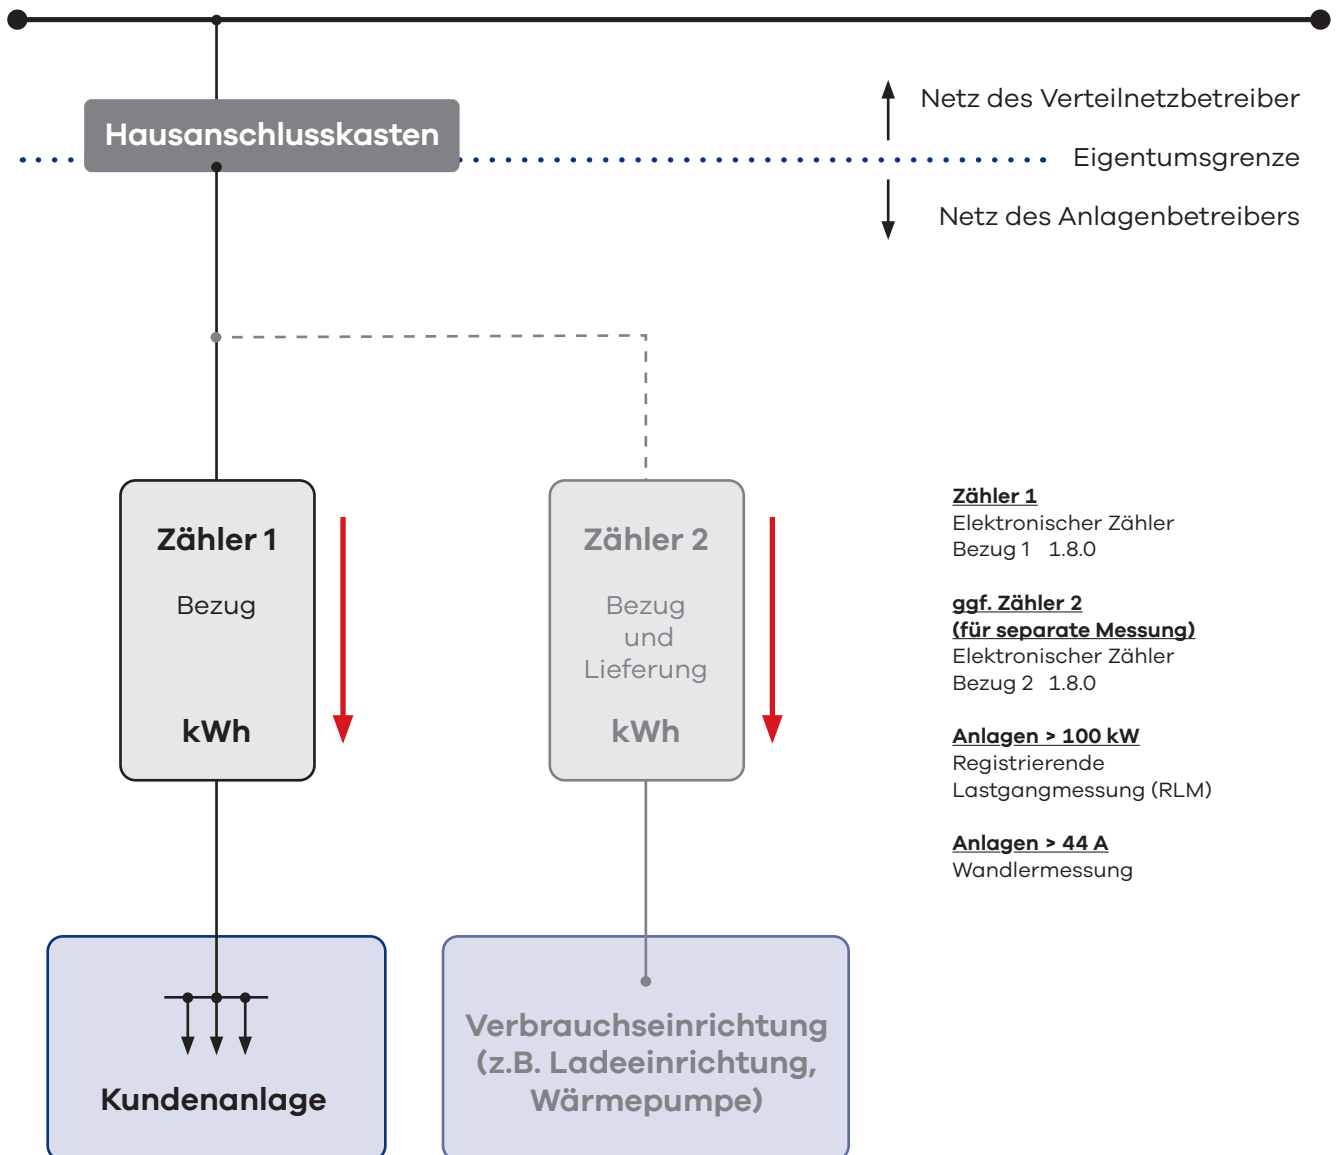 Hausanschlusskasten
Netz des Verteilnetzbetreiber
Eigentumsgrenze
Netz des Anlagenbetreibers
Zähler 1
Bezug
kWh
Zähler 2
Bezug
und
Lieferung
kWh
Zähler 1
Elektronischer Zähler
Bezug 1 1.8.0
ggf. Zähler 2
(für separate Messung)
Elektronischer Zähler
Bezug 2 1.8.0
Anlagen > 100 kW
Registrierende
Lastgangmessung (RLM)
Anlagen > 44 A
Wandlermessung
Kundenanlage
Verbrauchseinrichtung
(z.B. Ladeeinrichtung,
Wärmepumpe)